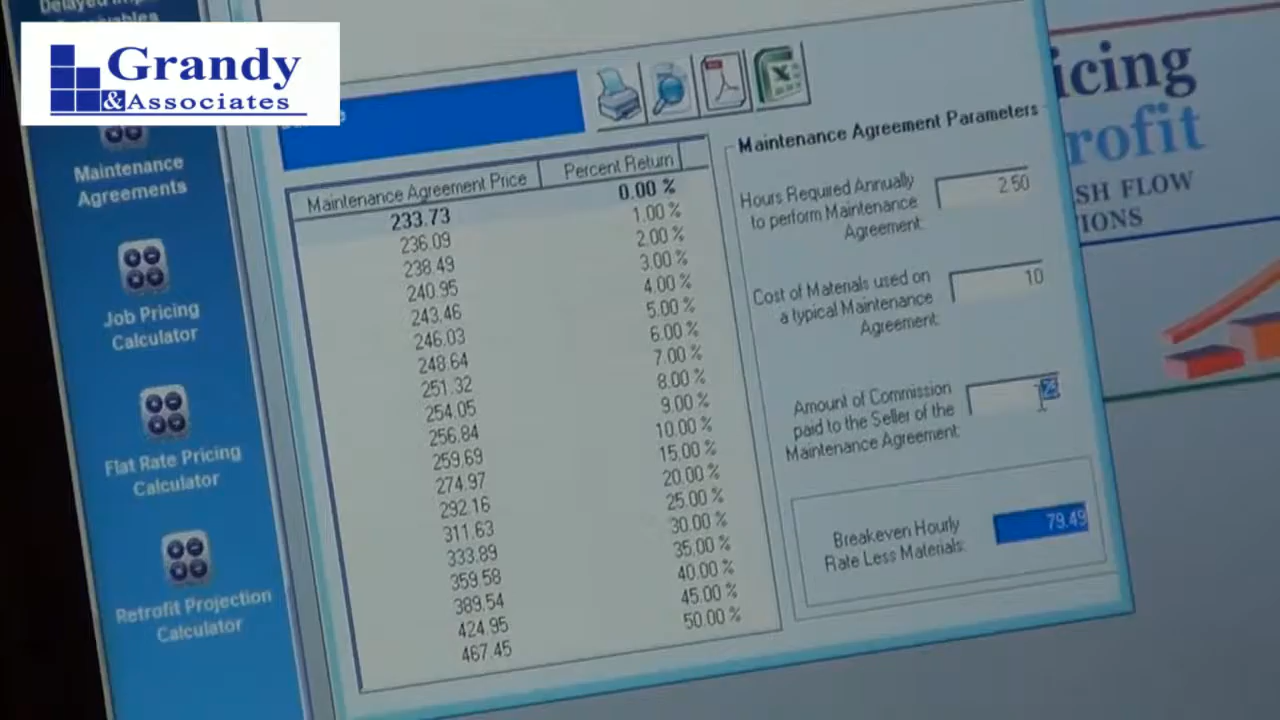 Delayed
Receivables
Grandy
&Associates
Maintenance
Agreements
Job Pricing
Calculator
Flat Rate Pricing
Calculator
Retrofit Projection
Calculator
Maintenance Agreement Price Percent Return
233.73 0.00 %
236.09 1.00 %
238.49 2.00 %
240.95 3.00 %
243.46 4.00 %
246.03 5.00 %
248.64 6.00 %
251.32 7.00 %
254.05 8.00 %
256.84 9.00 %
259.69 10.00 %
274.97 15.00 %
292.16 20.00 %
311.63 25.00 %
333.89 30.00 %
359.58 35.00 %
389.54 40.00 %
424.95 45.00 %
467.45 50.00 %
Maintenance Agreement Parameters
Hours Required Annually
to perform Maintenance
Agreement:
2.50
Cost of Materials used on
a typical Maintenance
Agreement:
10
Amount of Commission
paid to the Seller of the
Maintenance Agreement:
25
Breakeven Hourly
Rate Less Materials:
79.49
icing
rofit
SH FLOW
IONS